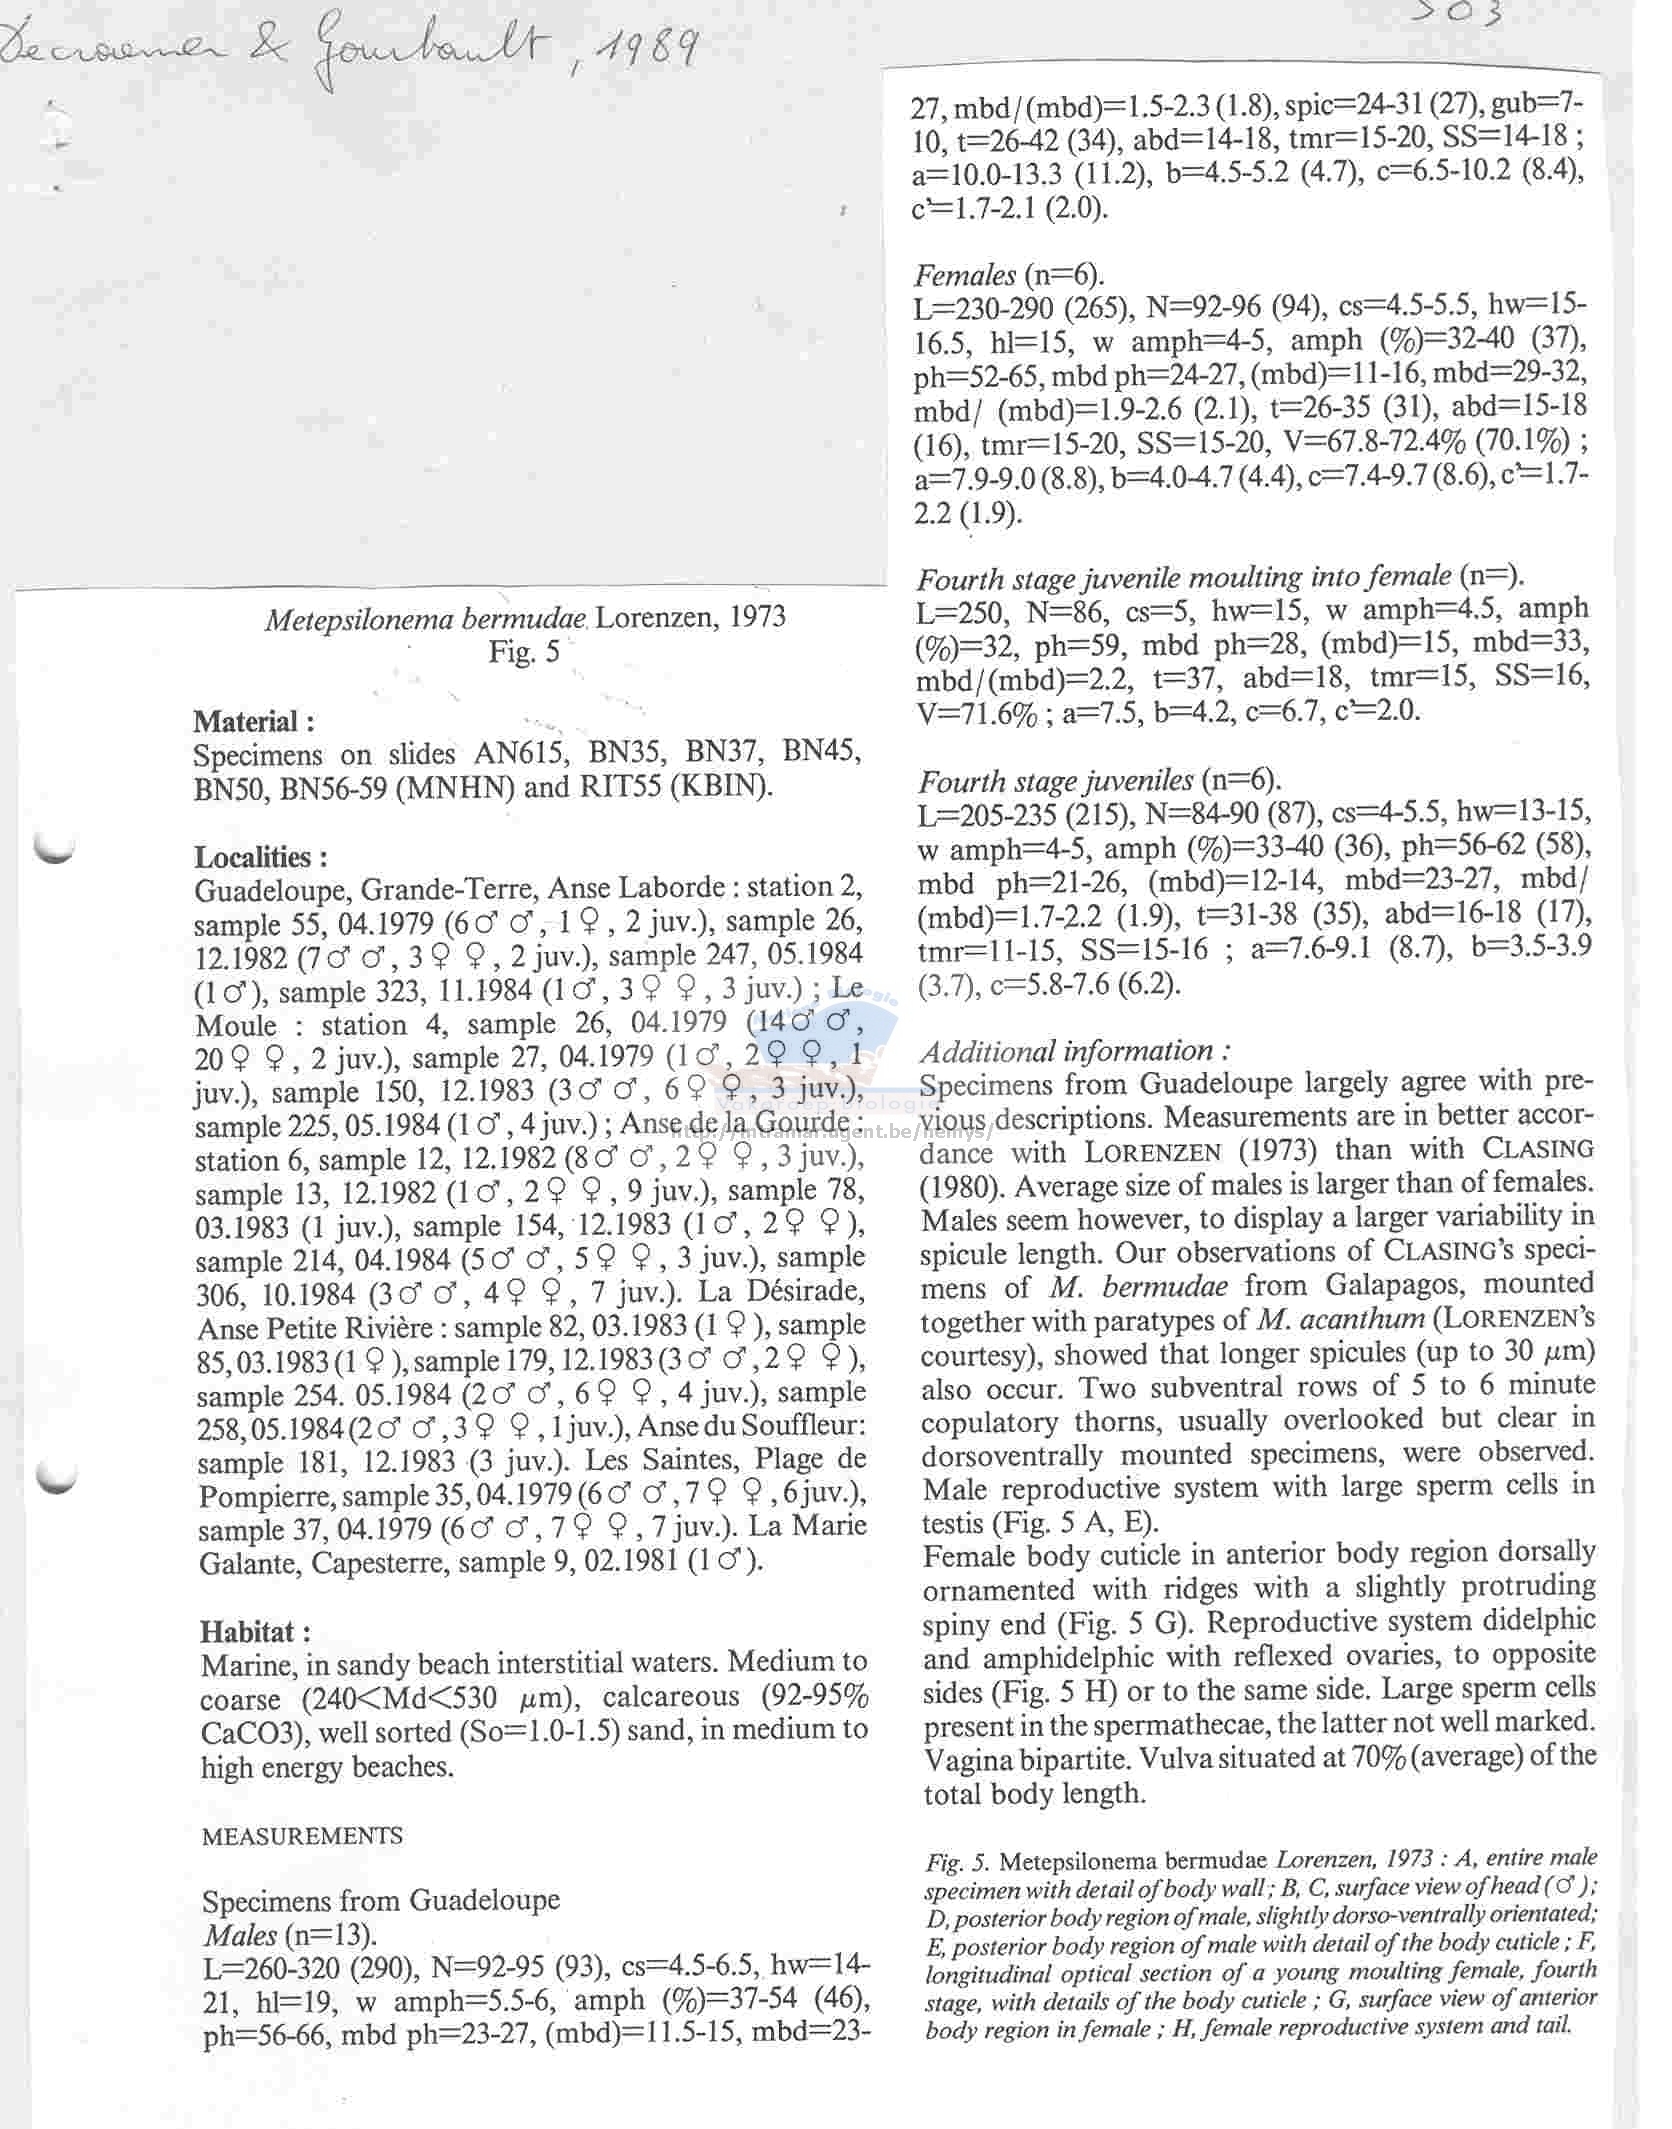 Decraemer & Gourbault, 1989
303
Metepsilonema bermudae Lorenzen, 1973
Fig. 5
Material :
Specimens on slides AN615, BN35, BN37, BN45,
BN50, BN56-59 (MNHN) and RIT55 (KBIN).
Localities :
Guadeloupe, Grande-Terre, Anse Laborde : station 2,
sample 55, 04.1979 (6♂ ♂, 1♀, 2 juv.), sample 26,
12.1982 (7♂ ♂, 3♀ ♀, 2 juv.), sample 247, 05.1984
(1♂), sample 323, 11.1984 (1♂, 3♀ ♀, 3 juv.) ; Le
Moule : station 4, sample 26, 04.1979 (14♂ ♂,
20♀ ♀, 2 juv.), sample 27, 04.1979 (1♂, 2♀ ♀, 1
juv.), sample 150, 12.1983 (3♂ ♂, 6♀ ♀, 3 juv.),
sample 225, 05.1984 (1♂, 4 juv.) ; Anse de la Gourde :
station 6, sample 12, 12.1982 (8♂ ♂, 2♀ ♀, 3 juv.),
sample 13, 12.1982 (1♂, 2♀ ♀, 9 juv.), sample 78,
03.1983 (1 juv.), sample 154, 12.1983 (1♂, 2♀ ♀),
sample 214, 04.1984 (5♂ ♂, 5♀ ♀, 3 juv.), sample
306, 10.1984 (3♂ ♂, 4♀ ♀, 7 juv.). La Désirade,
Anse Petite Rivière : sample 82, 03.1983 (1♀), sample
85, 03.1983 (1♀), sample 179, 12.1983 (3♂ ♂, 2♀ ♀),
sample 254. 05.1984 (2♂ ♂, 6♀ ♀, 4 juv.), sample
258, 05.1984 (2♂ ♂, 3♀ ♀, 1 juv.), Anse du Souffleur:
sample 181, 12.1983 (3 juv.). Les Saintes, Plage de
Pompierre, sample 35, 04.1979 (6♂ ♂, 7♀ ♀, 6 juv.),
sample 37, 04.1979 (6♂ ♂, 7♀ ♀, 7 juv.). La Marie
Galante, Capesterre, sample 9, 02.1981 (1♂).
Habitat :
Marine, in sandy beach interstitial waters. Medium to
coarse (240<Md<530 µm), calcareous (92-95%
CaCO3), well sorted (So=1.0-1.5) sand, in medium to
high energy beaches.
MEASUREMENTS
Specimens from Guadeloupe
Males (n=13).
L=260-320 (290), N=92-95 (93), cs=4.5-6.5, hw=14-
21, hl=19, w amph=5.5-6, amph (%)=37-54 (46),
ph=56-66, mbd ph=23-27, (mbd)=11.5-15, mbd=23-
27, mbd/(mbd)=1.5-2.3 (1.8), spic=24-31 (27), gub=7-
10, t=26-42 (34), abd=14-18, tmr=15-20, SS=14-18 ;
a=10.0-13.3 (11.2), b=4.5-5.2 (4.7), c=6.5-10.2 (8.4),
c'=1.7-2.1 (2.0).
Females (n=6).
L=230-290 (265), N=92-96 (94), cs=4.5-5.5, hw=15-
16.5, hl=15, w amph=4-5, amph (%)=32-40 (37),
ph=52-65, mbd ph=24-27, (mbd)=11-16, mbd=29-32,
mbd/ (mbd)=1.9-2.6 (2.1), t=26-35 (31), abd=15-18
(16), tmr=15-20, SS=15-20, V=67.8-72.4% (70.1%) ;
a=7.9-9.0 (8.8), b=4.0-4.7 (4.4), c=7.4-9.7 (8.6), c'=1.7-
2.2 (1.9).
Fourth stage juvenile moulting into female (n=).
L=250, N=86, cs=5, hw=15, w amph=4.5, amph
(%)=32, ph=59, mbd ph=28, (mbd)=15, mbd=33,
mbd/(mbd)=2.2, t=37, abd=18, tmr=15, SS=16,
V=71.6% ; a=7.5, b=4.2, c=6.7, c'=2.0.
Fourth stage juveniles (n=6).
L=205-235 (215), N=84-90 (87), cs=4-5.5, hw=13-15,
w amph=4-5, amph (%)=33-40 (36), ph=56-62 (58),
mbd ph=21-26, (mbd)=12-14, mbd=23-27, mbd/
(mbd)=1.7-2.2 (1.9), t=31-38 (35), abd=16-18 (17),
tmr=11-15, SS=15-16 ; a=7.6-9.1 (8.7), b=3.5-3.9
(3.7), c=5.8-7.6 (6.2).
Additional information :
Specimens from Guadeloupe largely agree with pre-
vious descriptions. Measurements are in better accor-
dance with LORENZEN (1973) than with CLASING
(1980). Average size of males is larger than of females.
Males seem however, to display a larger variability in
spicule length. Our observations of CLASING's speci-
mens of M. bermudae from Galapagos, mounted
together with paratypes of M. acanthum (LORENZEN's
courtesy), showed that longer spicules (up to 30 µm)
also occur. Two subventral rows of 5 to 6 minute
copulatory thorns, usually overlooked but clear in
dorsoventrally mounted specimens, were observed.
Male reproductive system with large sperm cells in
testis (Fig. 5 A, E).
Female body cuticle in anterior body region dorsally
ornamented with ridges with a slightly protruding
spiny end (Fig. 5 G). Reproductive system didelphic
and amphidelphic with reflexed ovaries, to opposite
sides (Fig. 5 H) or to the same side. Large sperm cells
present in the spermathecae, the latter not well marked.
Vagina bipartite. Vulva situated at 70% (average) of the
total body length.
Fig. 5. Metepsilonema bermudae Lorenzen, 1973 : A, entire male
specimen with detail of body wall ; B, C, surface view of head (♂) ;
D, posterior body region of male, slightly dorso-ventrally orientated;
E, posterior body region of male with detail of the body cuticle ; F,
longitudinal optical section of a young moulting female, fourth
stage, with details of the body cuticle ; G, surface view of anterior
body region in female ; H, female reproductive system and tail.
Vakgroep Biologie
http://intramar.ugent.be/nemys/